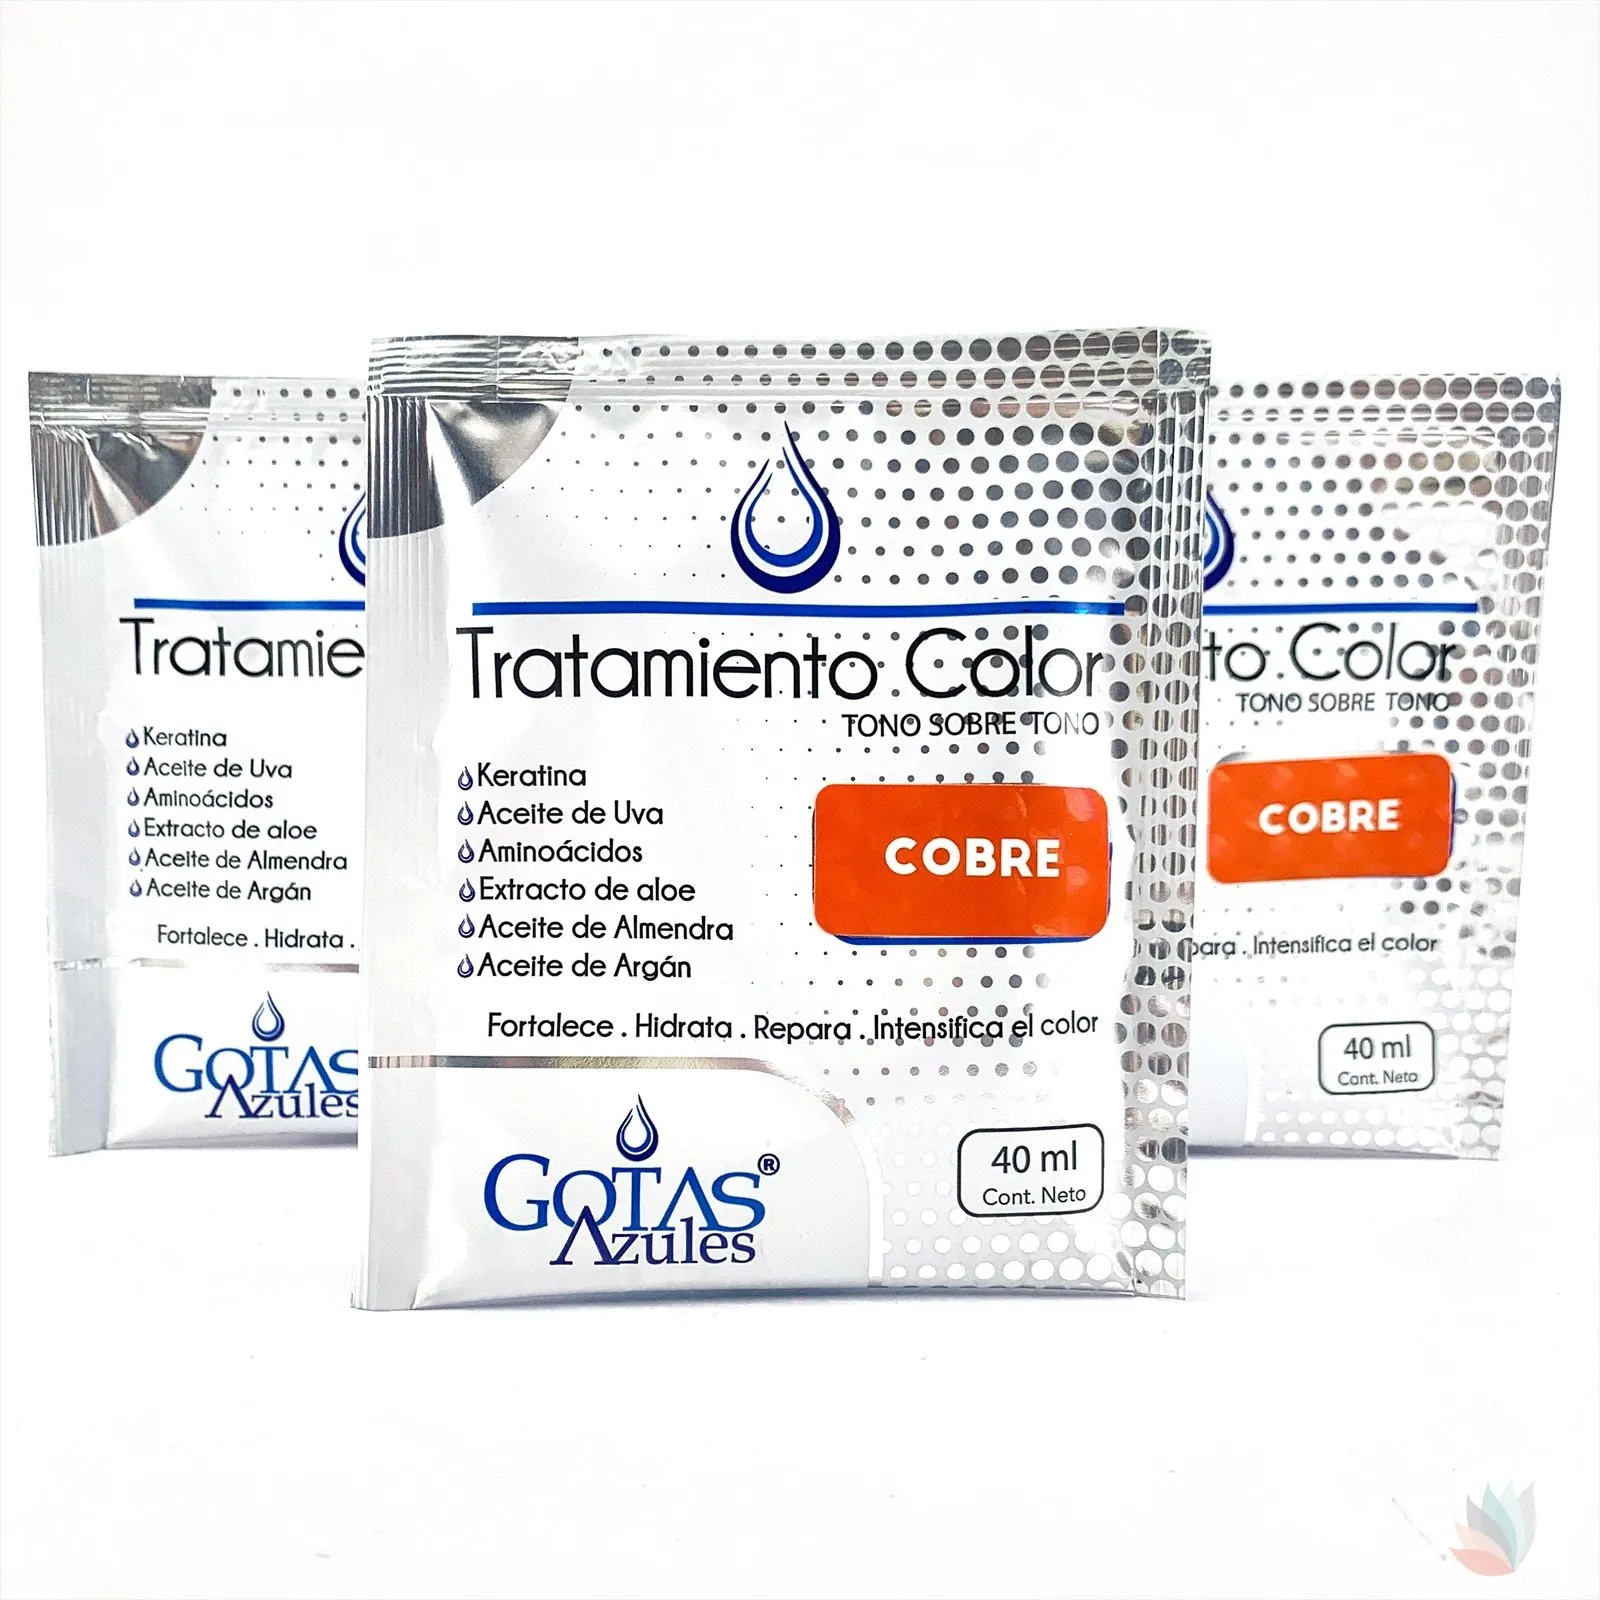 Tratamiento Color
TONO SOBRE TONO
Keratina
Aceite de Uva
Aminoácidos
Extracto de aloe
Aceite de Almendra
Aceite de Argán
COBRE
Fortalece . Hidrata . Repara . Intensifica el color
GOTAS®
Azules
40 ml
Cont. Neto
Tratamie
Keratina
Aceite de Uva
Aminoácidos
Extracto de aloe
Aceite de Almendra
Aceite de Argán
Fortalece . Hidrata .
GOTAS
Azules
to Color
TONO SOBRE TONO
COBRE
para . Intensifica el color
40 ml
Cont. Neto